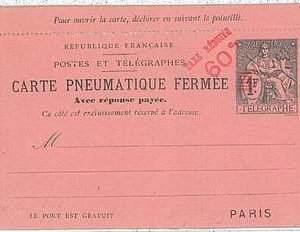 Pour ouvrir la carte, déchirer en suivant le pointillé.
RÉPUBLIQUE FRANÇAISE
POSTES ET TÉLÉGRAPHES
TAXE RÉDUITE
60c.
CARTE PNEUMATIQUE FERMÉE
Avec réponse payée.
Ce côté est exclusivement réservé à l'adresse.
1F
TÉLÉGRAPHE
M
LE PORT EST GRATUIT.
PARIS